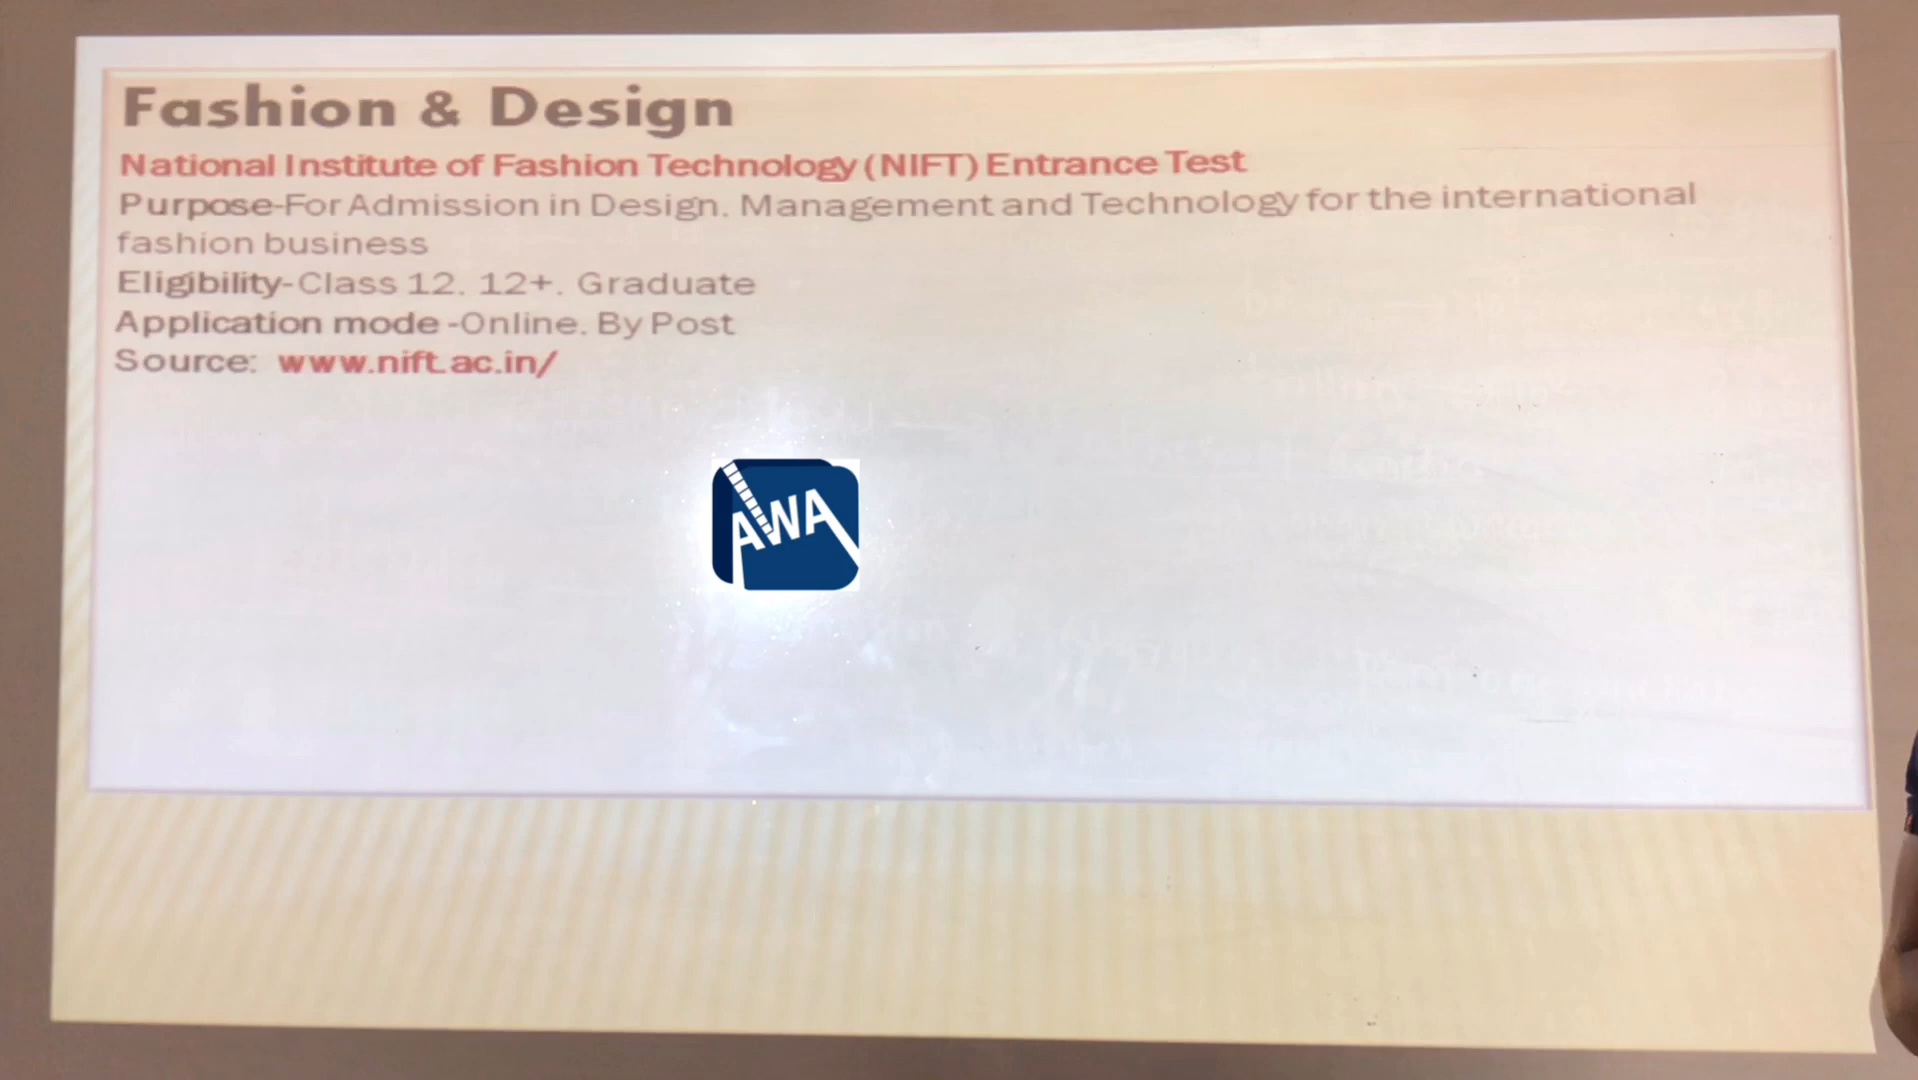 Fashion & Design
National Institute of Fashion Technology (NIFT) Entrance Test
Purpose-For Admission in Design. Management and Technology for the international
fashion business
Eligibility-Class 12. 12+. Graduate
Application mode -Online. By Post
Source: www.nift.ac.in/
AWA